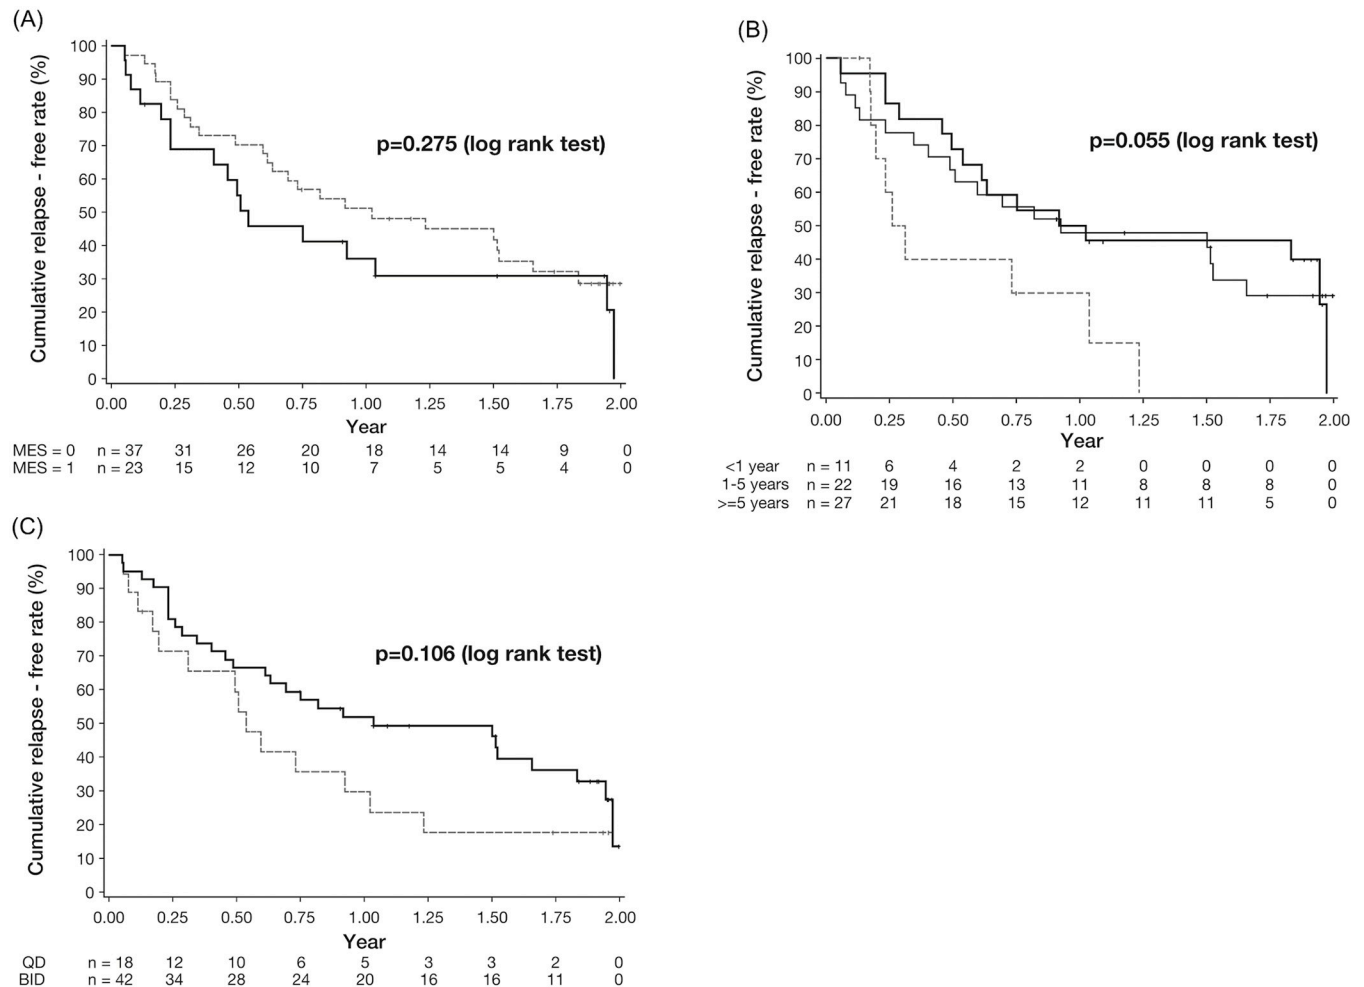 (A)
Cumulative relapse - free rate (%)
100
90
80
70
60
50
40
30
20
10
0
p=0.275 (log rank test)
0.00 0.25 0.50 0.75 1.00 1.25 1.50 1.75 2.00
Year
MES = 0 n = 37 31 26 20 18 14 14 9 0
MES = 1 n = 23 15 12 10 7 5 5 4 0
(B)
Cumulative relapse - free rate (%)
100
90
80
70
60
50
40
30
20
10
0
p=0.055 (log rank test)
0.00 0.25 0.50 0.75 1.00 1.25 1.50 1.75 2.00
Year
<1 year n = 11 6 4 2 2 0 0 0 0
1-5 years n = 22 19 16 13 11 8 8 8 0
>=5 years n = 27 21 18 15 12 11 11 5 0
(C)
Cumulative relapse - free rate (%)
100
90
80
70
60
50
40
30
20
10
0
p=0.106 (log rank test)
0.00 0.25 0.50 0.75 1.00 1.25 1.50 1.75 2.00
Year
QD n = 18 12 10 6 5 3 3 2 0
BID n = 42 34 28 24 20 16 16 11 0